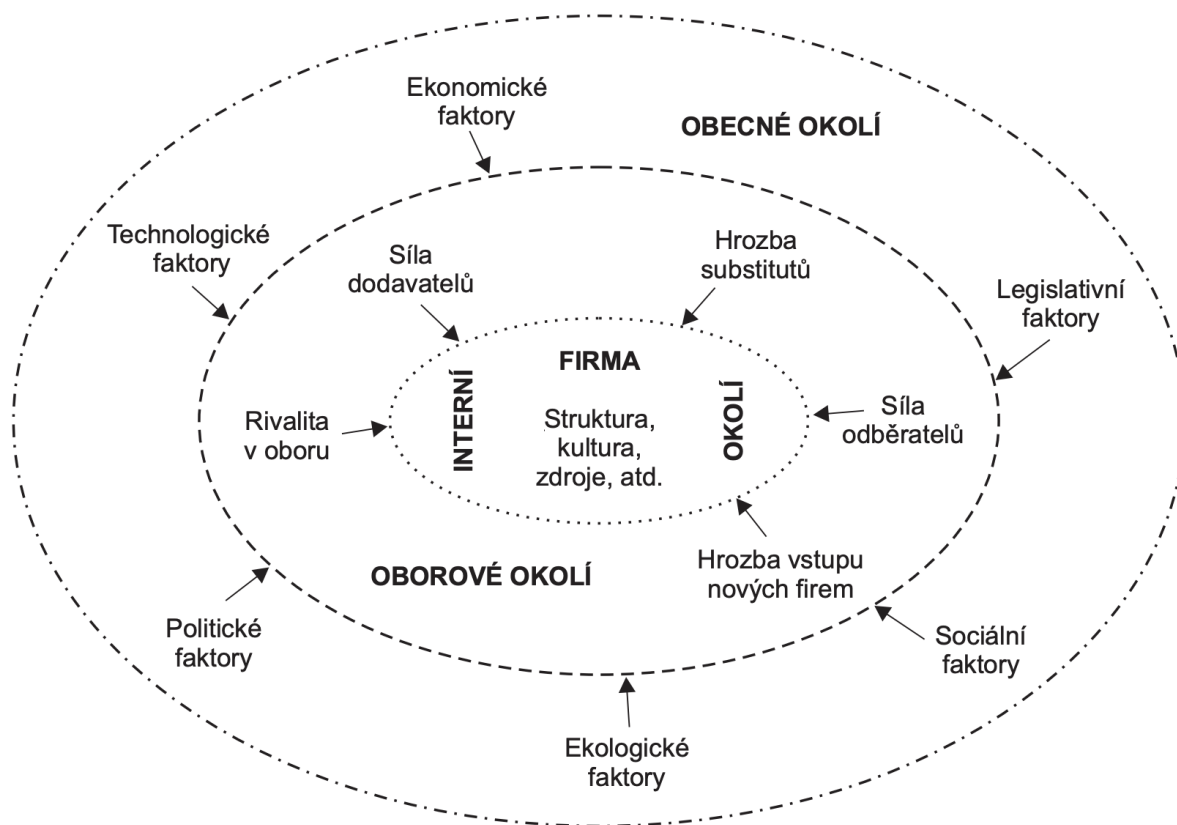 Ekonomické
faktory
OBECNÉ OKOLÍ
Technologické
faktory
Síla
dodavatelů
Hrozba
substitutů
Legislativní
faktory
FIRMA
INTERNÍ
OKOLÍ
Struktura,
kultura,
zdroje, atd.
Rivalita
v oboru
Síla
odběratelů
OBOROVÉ OKOLÍ
Hrozba vstupu
nových firem
Politické
faktory
Sociální
faktory
Ekologické
faktory